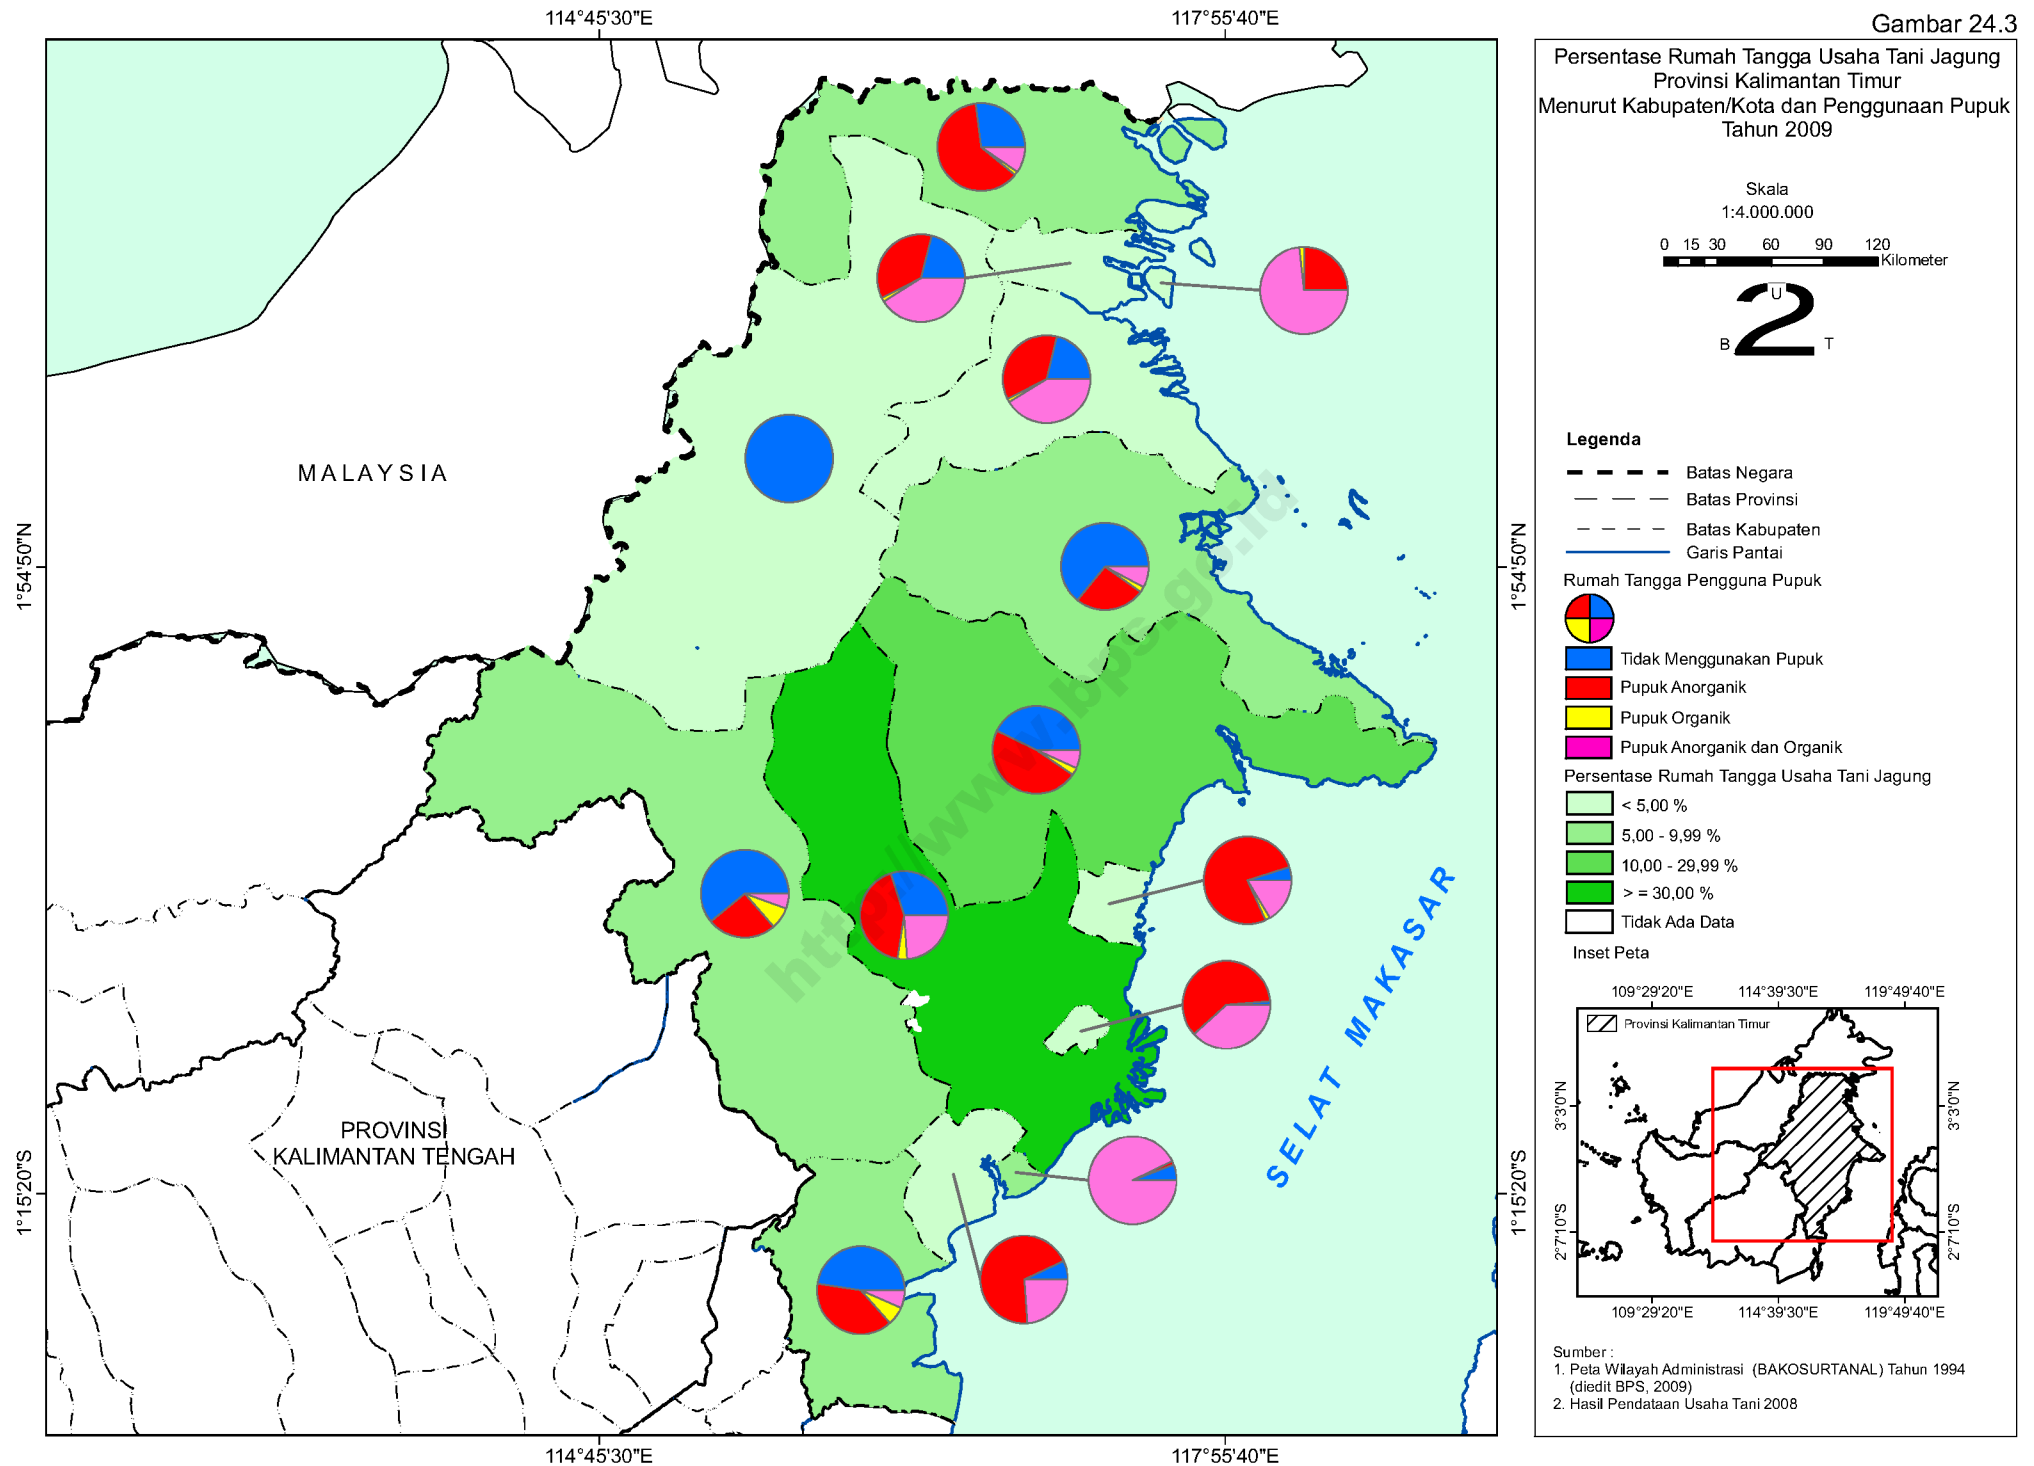 Gambar 24.3
114°45'30"E
117°55'40"E
Persentase Rumah Tangga Usaha Tani Jagung
Provinsi Kalimantan Timur
Menurut Kabupaten/Kota dan Penggunaan Pupuk
Tahun 2009
Skala
1:4.000.000
0 15 30 60 90 120
Kilometer
U
B
T
Legenda
Batas Negara
Batas Provinsi
Batas Kabupaten
Garis Pantai
Rumah Tangga Pengguna Pupuk
Tidak Menggunakan Pupuk
Pupuk Anorganik
Pupuk Organik
Pupuk Anorganik dan Organik
Persentase Rumah Tangga Usaha Tani Jagung
< 5,00 %
5,00 - 9,99 %
10,00 - 29,99 %
> = 30,00 %
Tidak Ada Data
Inset Peta
109°29'20"E 114°39'30"E 119°49'40"E
Provinsi Kalimantan Timur
3°3'0"N
3°3'0"N
2°7'10"S
2°7'10"S
109°29'20"E 114°39'30"E 119°49'40"E
Sumber :
1. Peta Wilayah Administrasi (BAKOSURTANAL) Tahun 1994
(diedit BPS, 2009)
2. Hasil Pendataan Usaha Tani 2008
MALAYSIA
1°54'50"N
1°54'50"N
http://www.bps.go.id
SELAT MAKASAR
PROVINSI
KALIMANTAN TENGAH
1°15'20"S
1°15'20"S
114°45'30"E
117°55'40"E